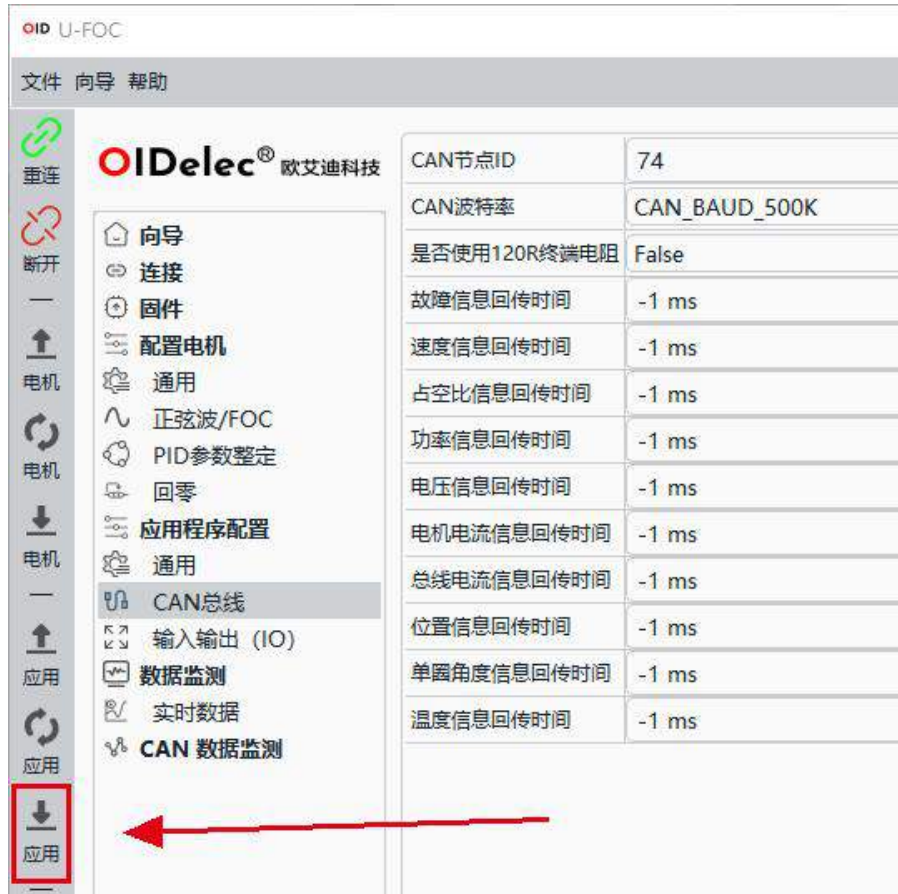 OID U-FOC
文件 向导 帮助
重连
断开
电机
电机
电机
应用
应用
应用
OIDelec® 欧艾迪科技
向导
连接
固件
配置电机
通用
正弦波/FOC
PID参数整定
回零
应用程序配置
通用
CAN总线
输入输出（IO）
数据监测
实时数据
CAN 数据监测
CAN节点ID 74
CAN波特率 CAN_BAUD_500K
是否使用120R终端电阻 False
故障信息回传时间 -1 ms
速度信息回传时间 -1 ms
占空比信息回传时间 -1 ms
功率信息回传时间 -1 ms
电压信息回传时间 -1 ms
电机电流信息回传时间 -1 ms
总线电流信息回传时间 -1 ms
位置信息回传时间 -1 ms
单圈角度信息回传时间 -1 ms
温度信息回传时间 -1 ms